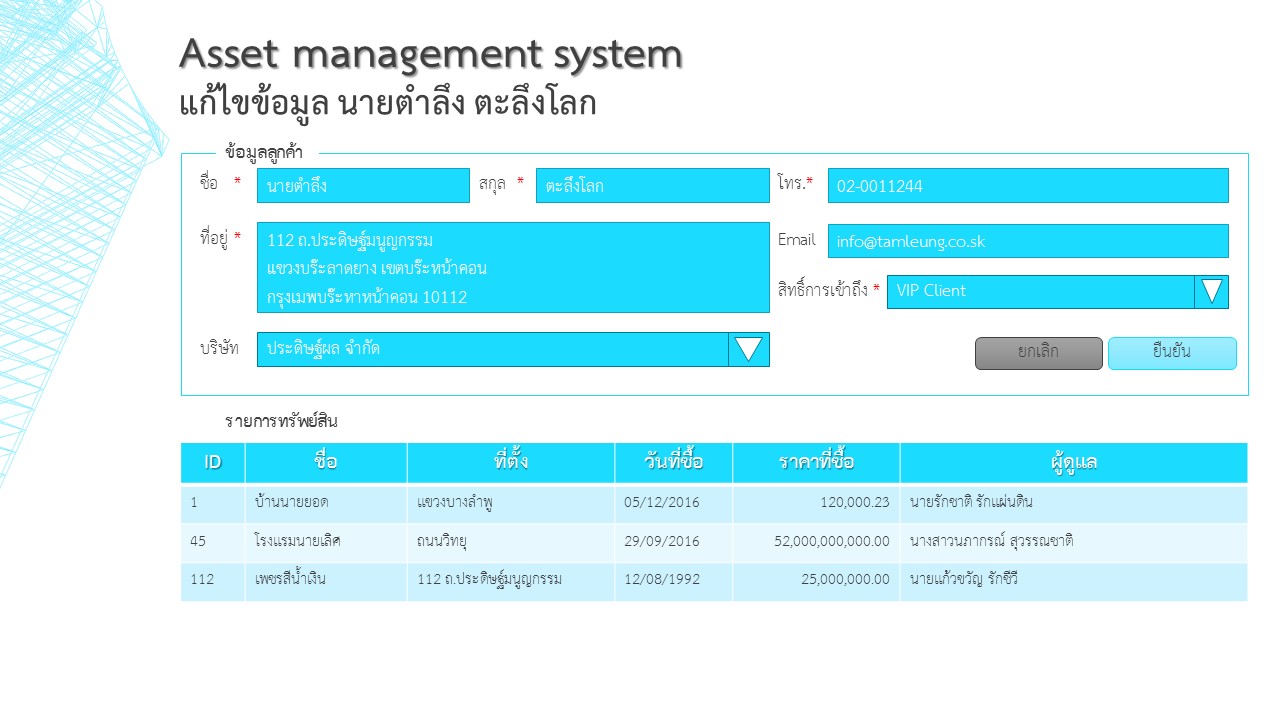 Asset management system
แก้ไขข้อมูล นายตำลึง ตะลึงโลก
ข้อมูลลูกค้า
ชื่อ * นายตำลึง สกุล * ตะลึงโลก โทร.* 02-0011244
ที่อยู่ * 112 ถ.ประดิษฐ์มนูญกรรม
แขวงบร๊ะลาดยาง เขตบร๊ะหน้าคอน
กรุงเมพบร๊ะหาหน้าคอน 10112
Email info@tamleung.co.sk
สิทธิ์การเข้าถึง * VIP Client
บริษัท ประดิษฐ์ผล จำกัด
ยกเลิก ยืนยัน
รายการทรัพย์สิน
ID ชื่อ ที่ตั้ง วันที่ซื้อ ราคาที่ซื้อ ผู้ดูแล
1 บ้านนายยอด แขวงบางลำพู 05/12/2016 120,000.23 นายรักชาติ รักแผ่นดิน
45 โรงแรมนายเลิศ ถนนวิทยุ 29/09/2016 52,000,000,000.00 นางสาวนภากรณ์ สุวรรณชาติ
112 เพชรสีน้ำเงิน 112 ถ.ประดิษฐ์มนูญกรรม 12/08/1992 25,000,000.00 นายแก้วขวัญ รักชีวี